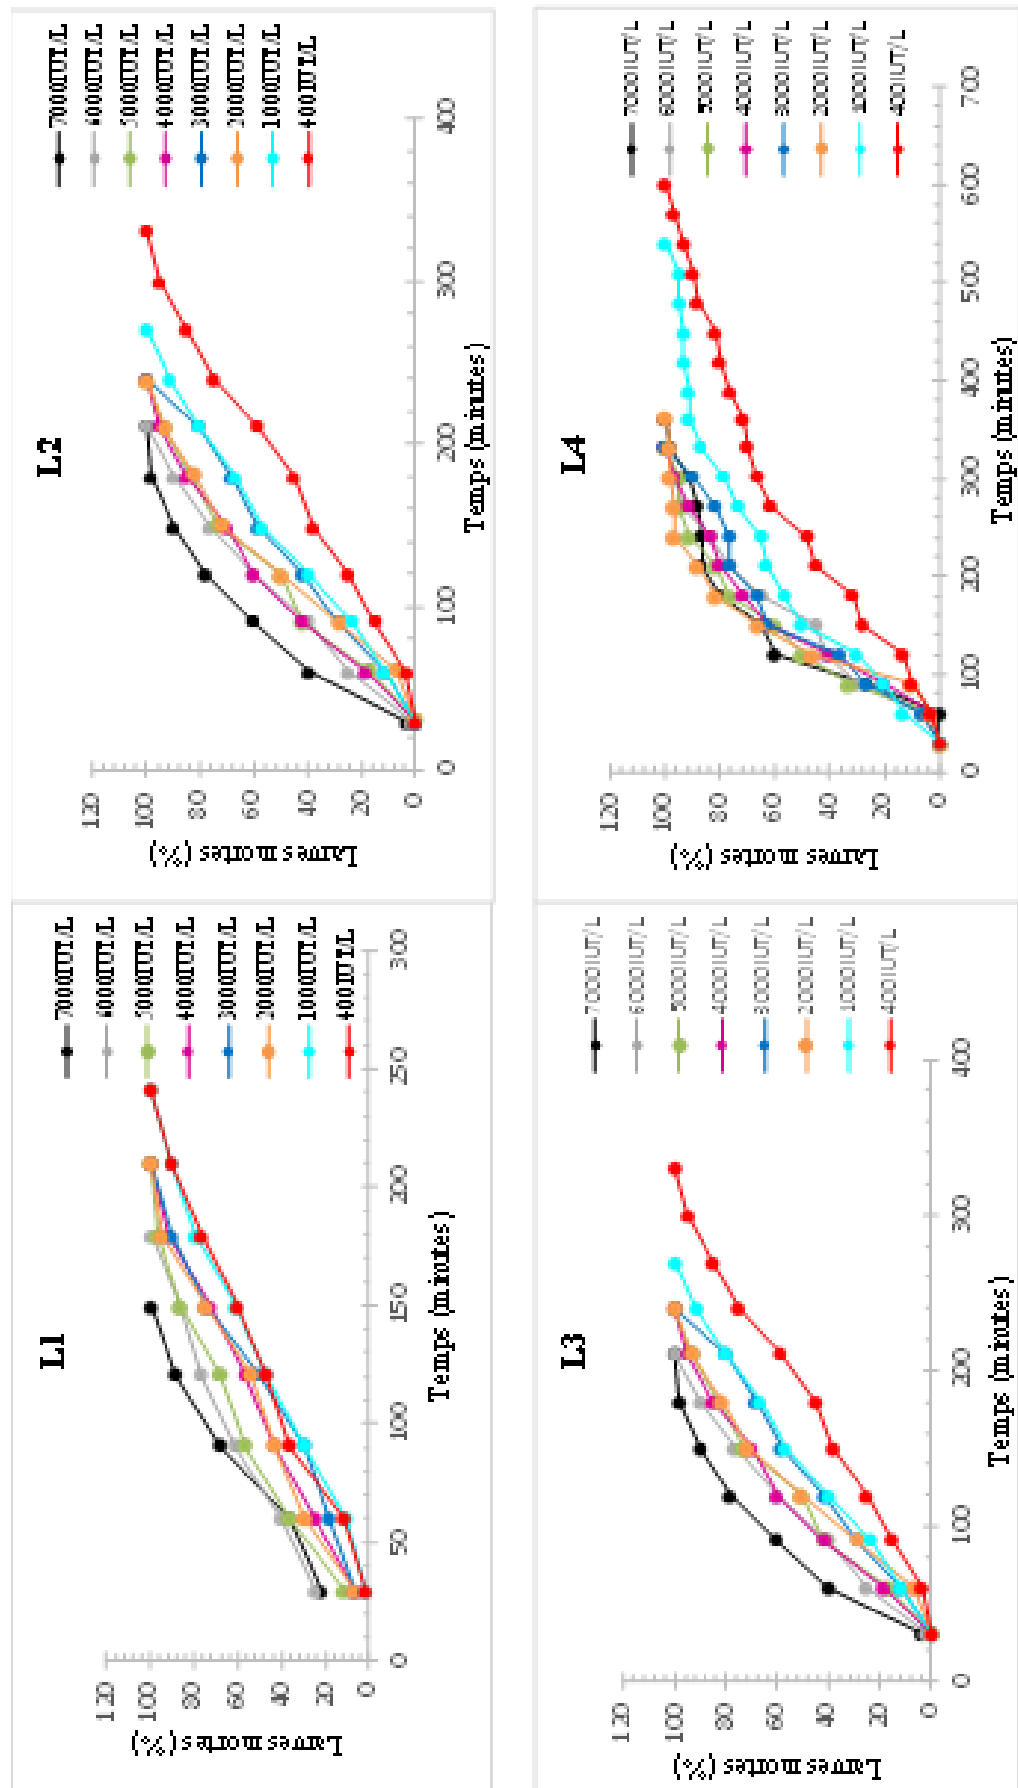 L1
Larves mortes
(%)
120
100
80
60
40
20
0
0
50
100
150
200
250
300
Temps (minutes)
7000IUT/L
6000IUT/L
5000IUT/L
4000IUT/L
3000IUT/L
2000IUT/L
1000IUT/L
400IUT/L
L2
Larves mortes
(%)
120
100
80
60
40
20
0
0
100
200
300
400
Temps (minutes)
7000IUT/L
6000IUT/L
5000IUT/L
4000IUT/L
3000IUT/L
2000IUT/L
1000IUT/L
400IUT/L
L3
Larves mortes
(%)
120
100
80
60
40
20
0
0
100
200
300
400
Temps (minutes)
7000IUT/L
6000IUT/L
5000IUT/L
4000IUT/L
3000IUT/L
2000IUT/L
1000IUT/L
400IUT/L
L4
Larves mortes
(%)
120
100
80
60
40
20
0
0
100
200
300
400
500
600
700
Temps (minutes)
7000IUT/L
6000IUT/L
5000IUT/L
4000IUT/L
3000IUT/L
2000IUT/L
1000IUT/L
400IUT/L